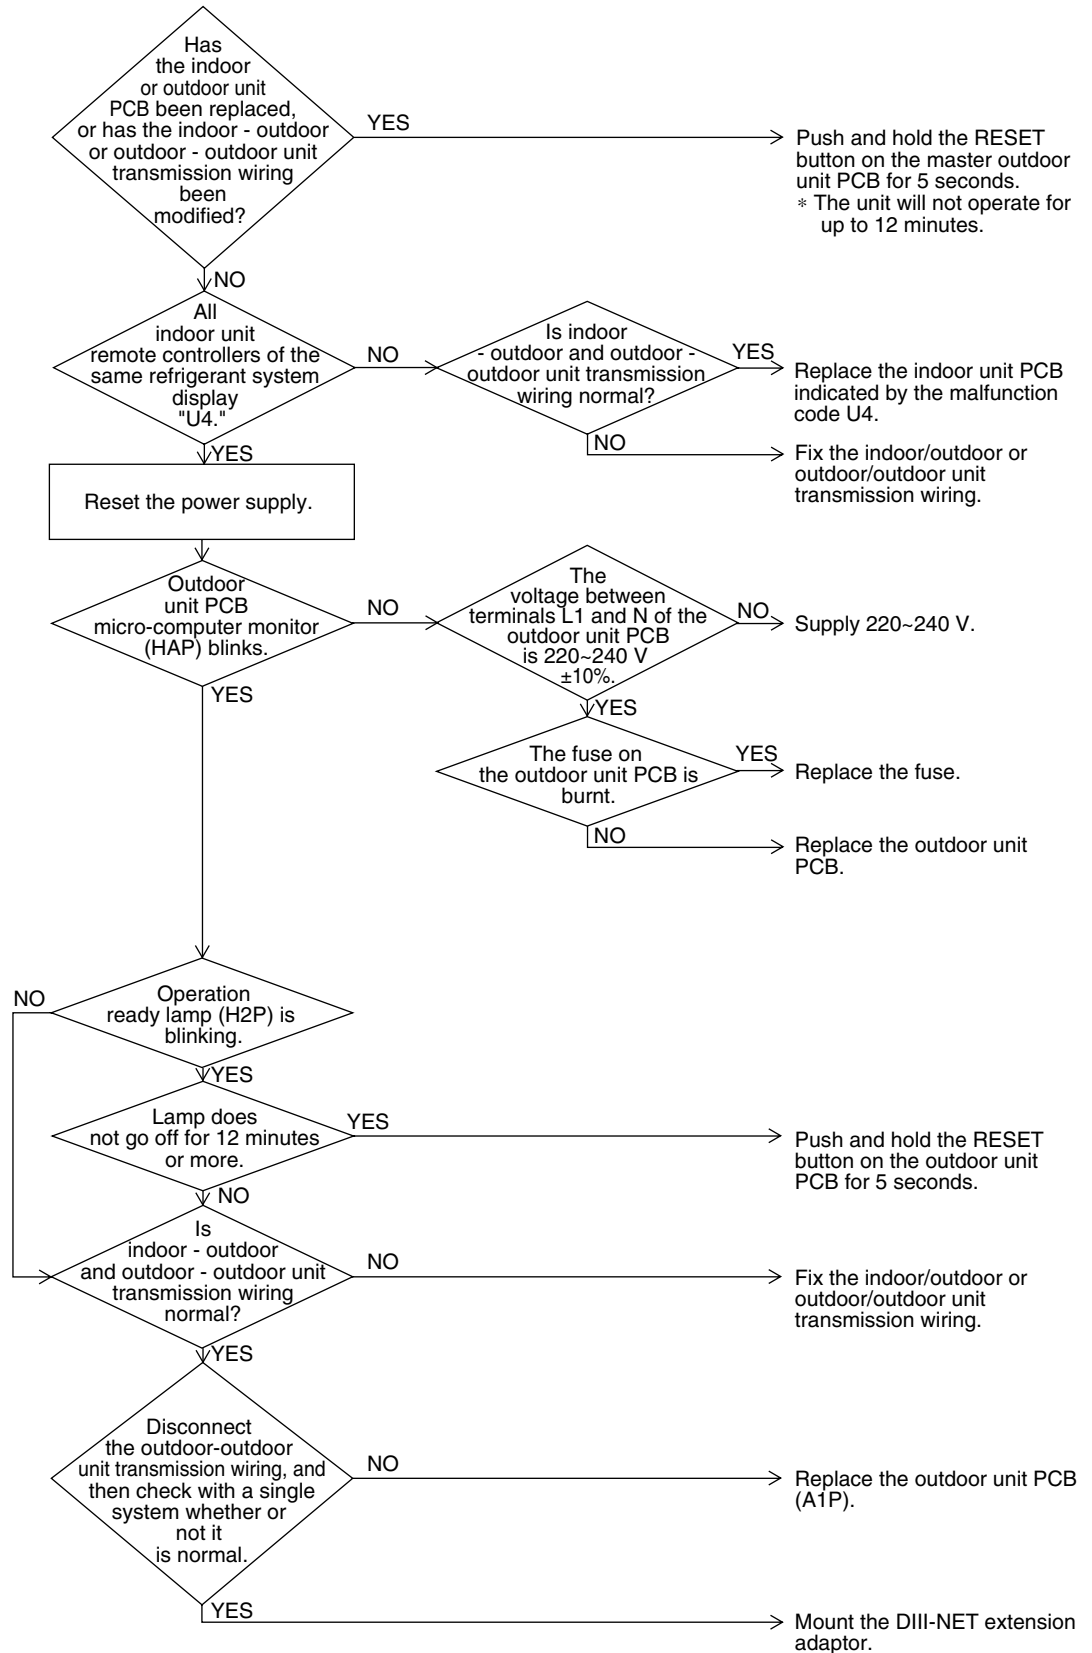 Has
the indoor
or outdoor unit
PCB been replaced,
or has the indoor - outdoor
or outdoor - outdoor unit
transmission wiring
been
modified?
YES
Push and hold the RESET
button on the master outdoor
unit PCB for 5 seconds.
* The unit will not operate for
up to 12 minutes.
NO
All
indoor unit
remote controllers of the
same refrigerant system
display
"U4."
NO
Is indoor
- outdoor and outdoor -
outdoor unit transmission
wiring normal?
YES
Replace the indoor unit PCB
indicated by the malfunction
code U4.
NO
Fix the indoor/outdoor or
outdoor/outdoor unit
transmission wiring.
YES
Reset the power supply.
Outdoor
unit PCB
micro-computer monitor
(HAP) blinks.
NO
The
voltage between
terminals L1 and N of the
outdoor unit PCB
is 220~240 V
±10%.
NO
Supply 220~240 V.
YES
YES
The fuse on
the outdoor unit PCB is
burnt.
YES
Replace the fuse.
NO
Replace the outdoor unit
PCB.
Operation
ready lamp (H2P) is
blinking.
NO
YES
Lamp does
not go off for 12 minutes
or more.
YES
Push and hold the RESET
button on the outdoor unit
PCB for 5 seconds.
NO
Is
indoor - outdoor
and outdoor - outdoor unit
transmission wiring
normal?
NO
Fix the indoor/outdoor or
outdoor/outdoor unit
transmission wiring.
YES
Disconnect
the outdoor-outdoor
unit transmission wiring, and
then check with a single
system whether or
not it
is normal.
NO
Replace the outdoor unit PCB
(A1P).
YES
Mount the DIII-NET extension
adaptor.